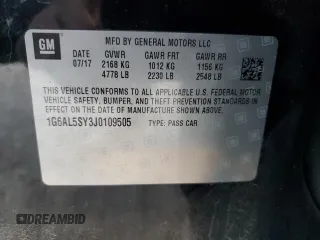 GM
MFD BY GENERAL MOTORS LLC
07/17 GVWR GAWR FRT GAWR RR
2168 KG 1012 KG 1156 KG
4778 LB 2230 LB 2548 LB
THIS VEHICLE CONFORMS TO ALL APPLICABLE U.S. FEDERAL MOTOR
VEHICLE SAFETY, BUMPER, AND THEFT PREVENTION STANDARDS IN
EFFECT ON THE DATE OF MANUFACTURE SHOWN ABOVE.
1G6AL5SY3J0109505 TYPE: PASS CAR
DREAMBID